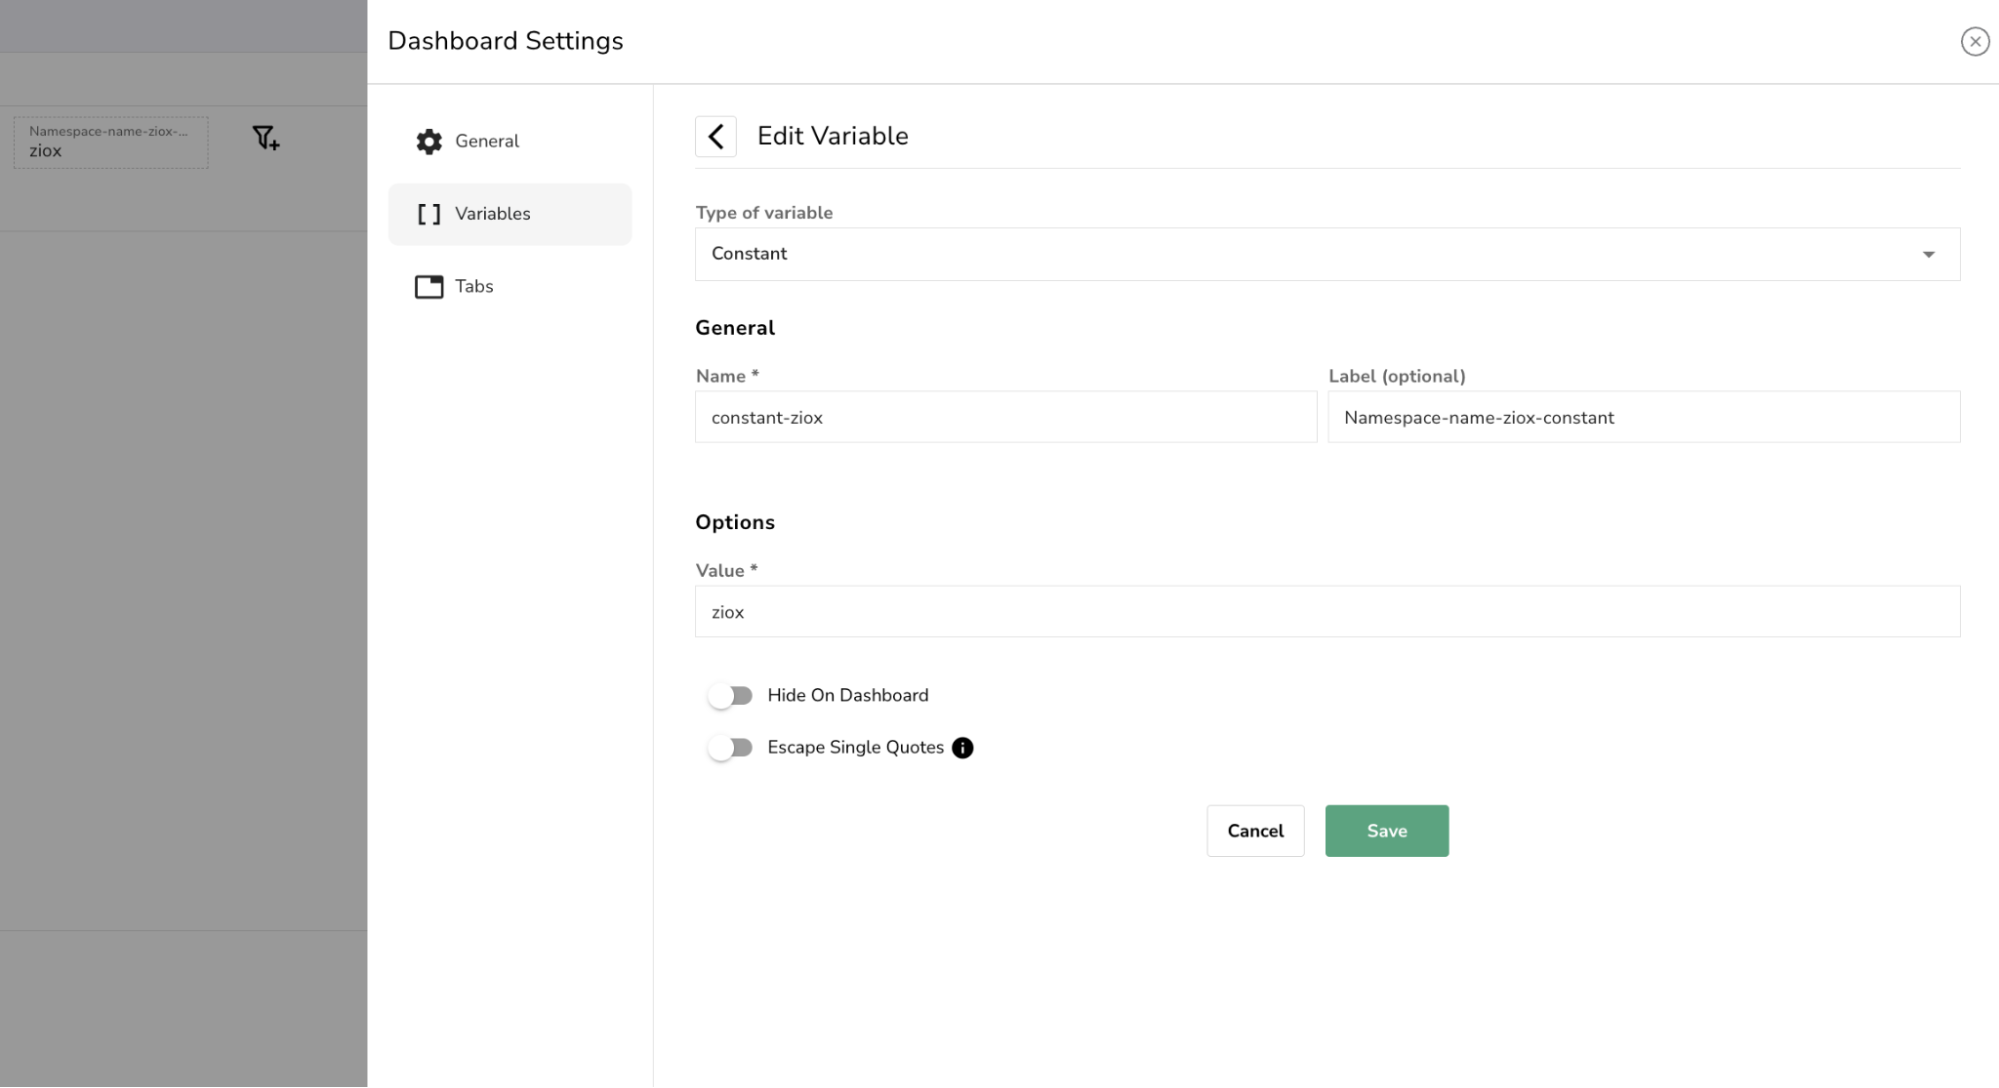 Dashboard Settings
Namespace-name-ziox-...
ziox
General
Variables
Tabs
Edit Variable
Type of variable
Constant
General
Name *
Label (optional)
constant-ziox
Namespace-name-ziox-constant
Options
Value *
ziox
Hide On Dashboard
Escape Single Quotes
Cancel
Save